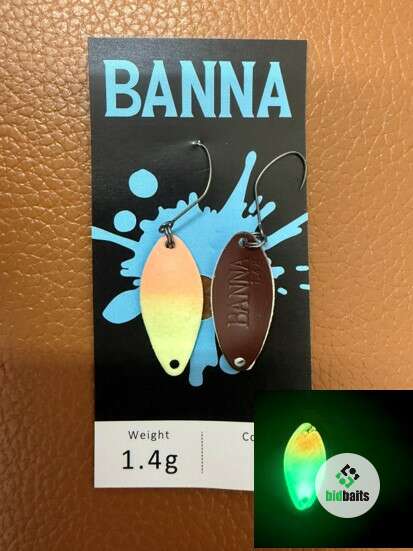 BANNA
BANNA
Weight
1.4g
Co
bidbaits